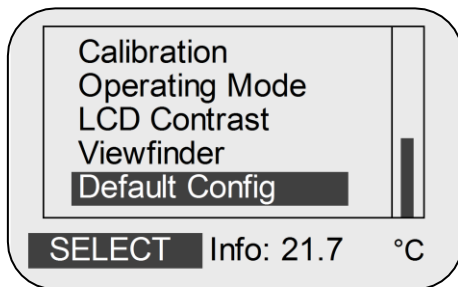 Calibration
Operating Mode
LCD Contrast
Viewfinder
Default Config
SELECT Info: 21.7 °C